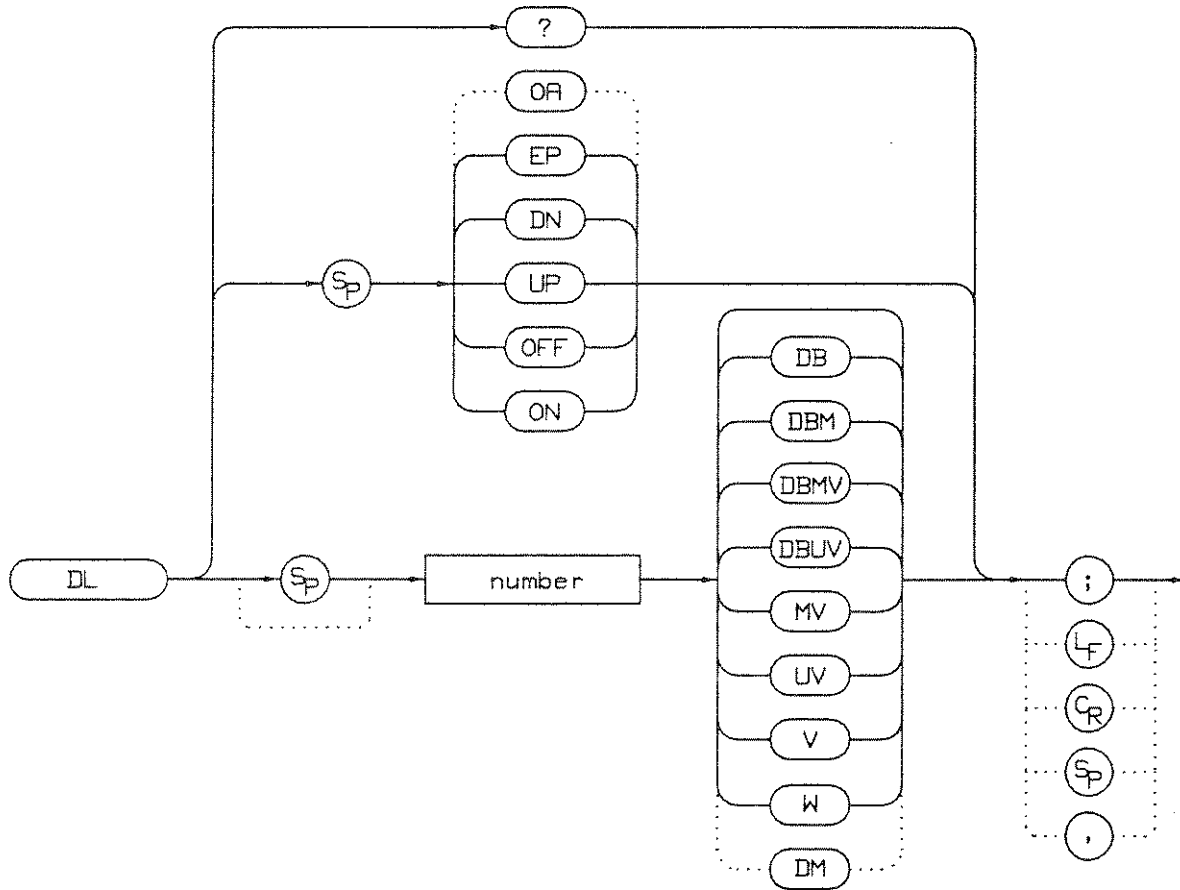 ?
OA
EP
DN
SP
UP
OFF
DB
ON
DBM
DBMV
DBUV
DL
SP
number
;
MV
LF
UV
CR
V
SP
W
,
DM